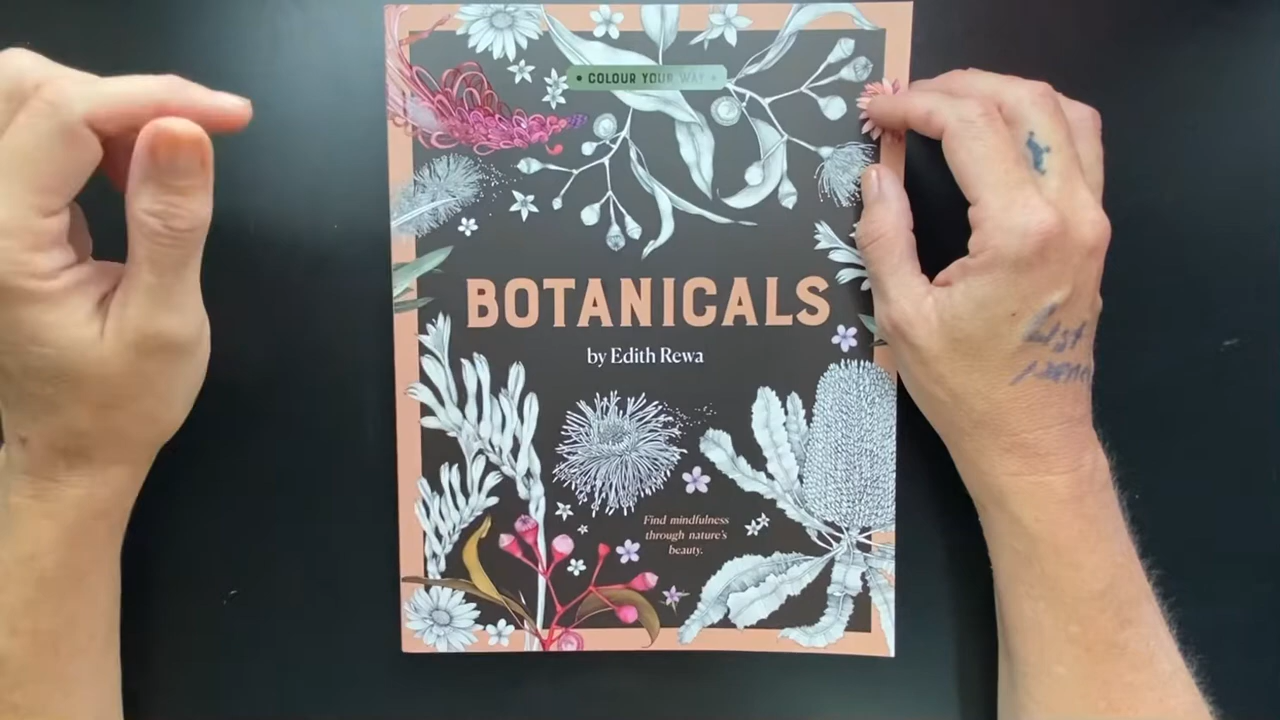 • COLOUR YOUR WAY •
BOTANICALS
by Edith Rewa
Find mindfulness
through nature's
beauty.